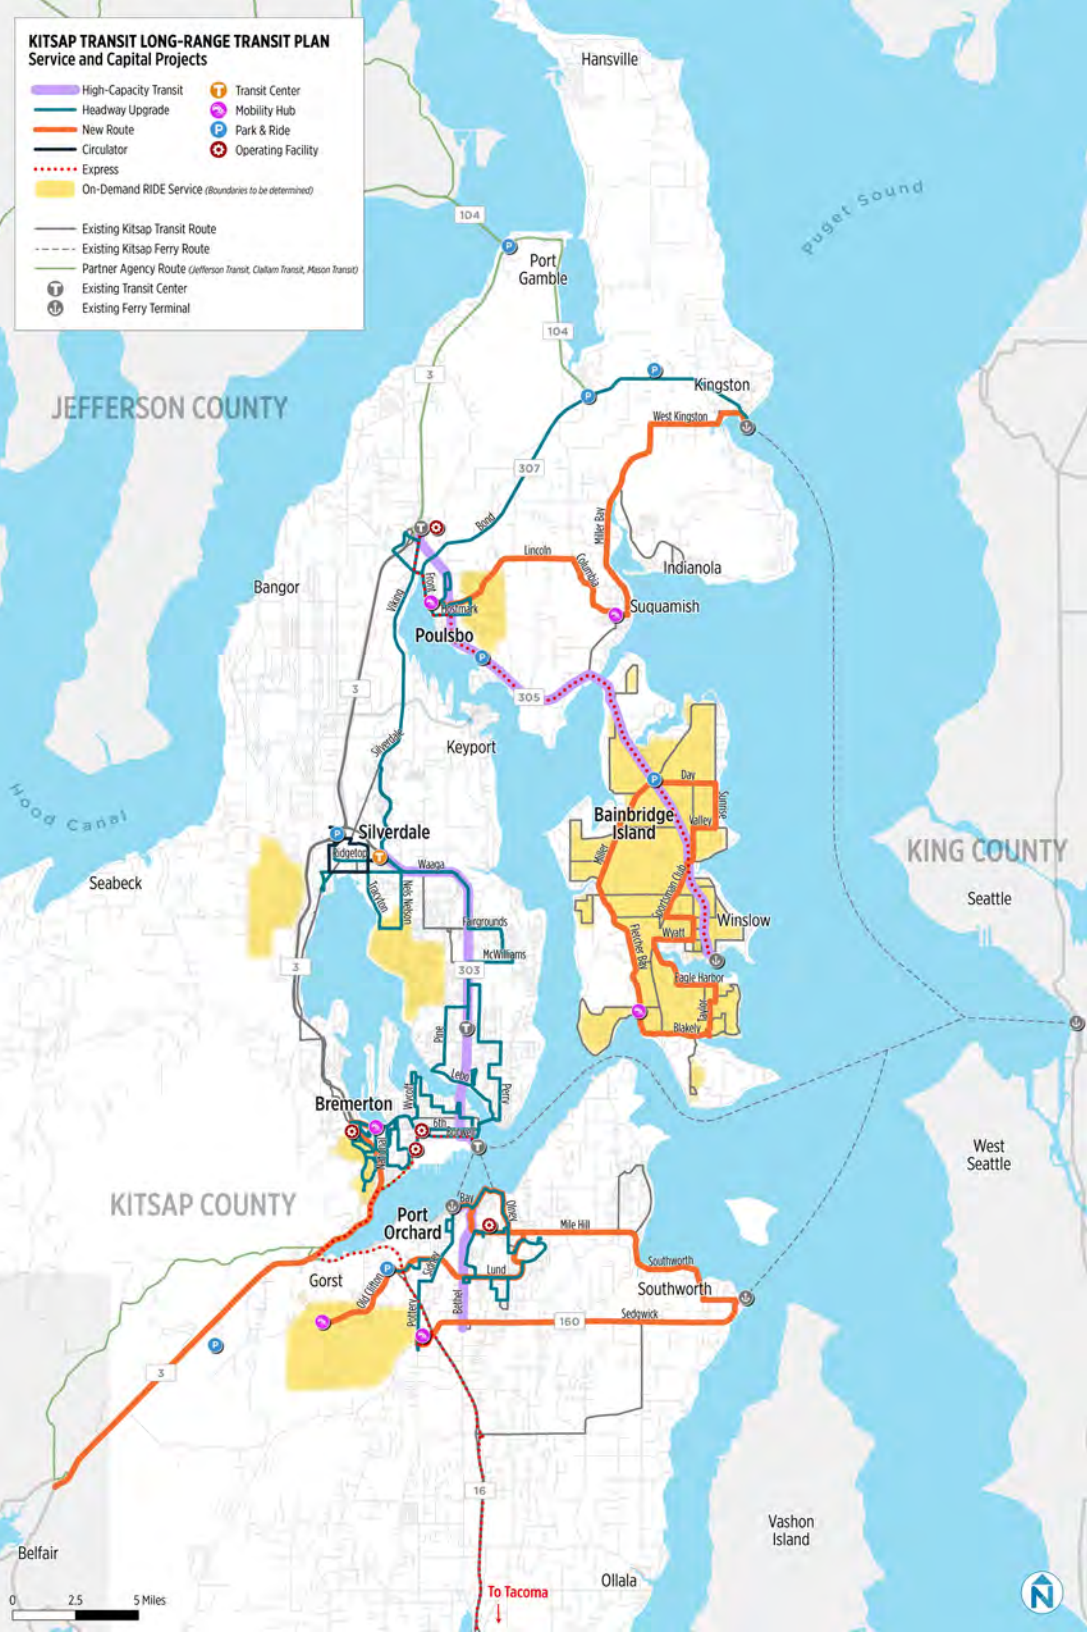 KITSAP TRANSIT LONG-RANGE TRANSIT PLAN
Service and Capital Projects
High-Capacity Transit
Headway Upgrade
New Route
Circulator
Express
On-Demand RIDE Service (Boundaries to be determined)
Transit Center
Mobility Hub
Park & Ride
Operating Facility
Existing Kitsap Transit Route
Existing Kitsap Ferry Route
Partner Agency Route (Jefferson Transit, Clallam Transit, Mason Transit)
Existing Transit Center
Existing Ferry Terminal
Hansville
Puget Sound
104
Port
Gamble
104
3
JEFFERSON COUNTY
Kingston
West Kingston
307
Bond
Miller Bay
Lincoln
Columbia
Indianola
Bangor
Viking
Front
Hostmark
Suquamish
Poulsbo
3
305
Silverdale
Keyport
Hood Canal
Day
Sunrise
Valley
Bainbridge
Island
Miller
Sportsman Club
Silverdale
Ridgetop
Waaga
Tracyton
Nels Nelson
Seabeck
KING COUNTY
Seattle
Fairgrounds
McWilliams
Winslow
Wyatt
Fletcher Bay
Eagle Harbor
Taylor
Blakely
3
303
Pine
Lebo
Perry
Wycoff
6th
Bremerton
National
West
Seattle
KITSAP COUNTY
Port
Orchard
Bay
Olney
Mile Hill
Sidney
Lund
Southworth
Southworth
Gorst
Old Clifton
Pottery
Bethel
160
Sedgwick
3
16
Vashon
Island
Belfair
Ollala
To Tacoma
0 2.5 5 Miles
N